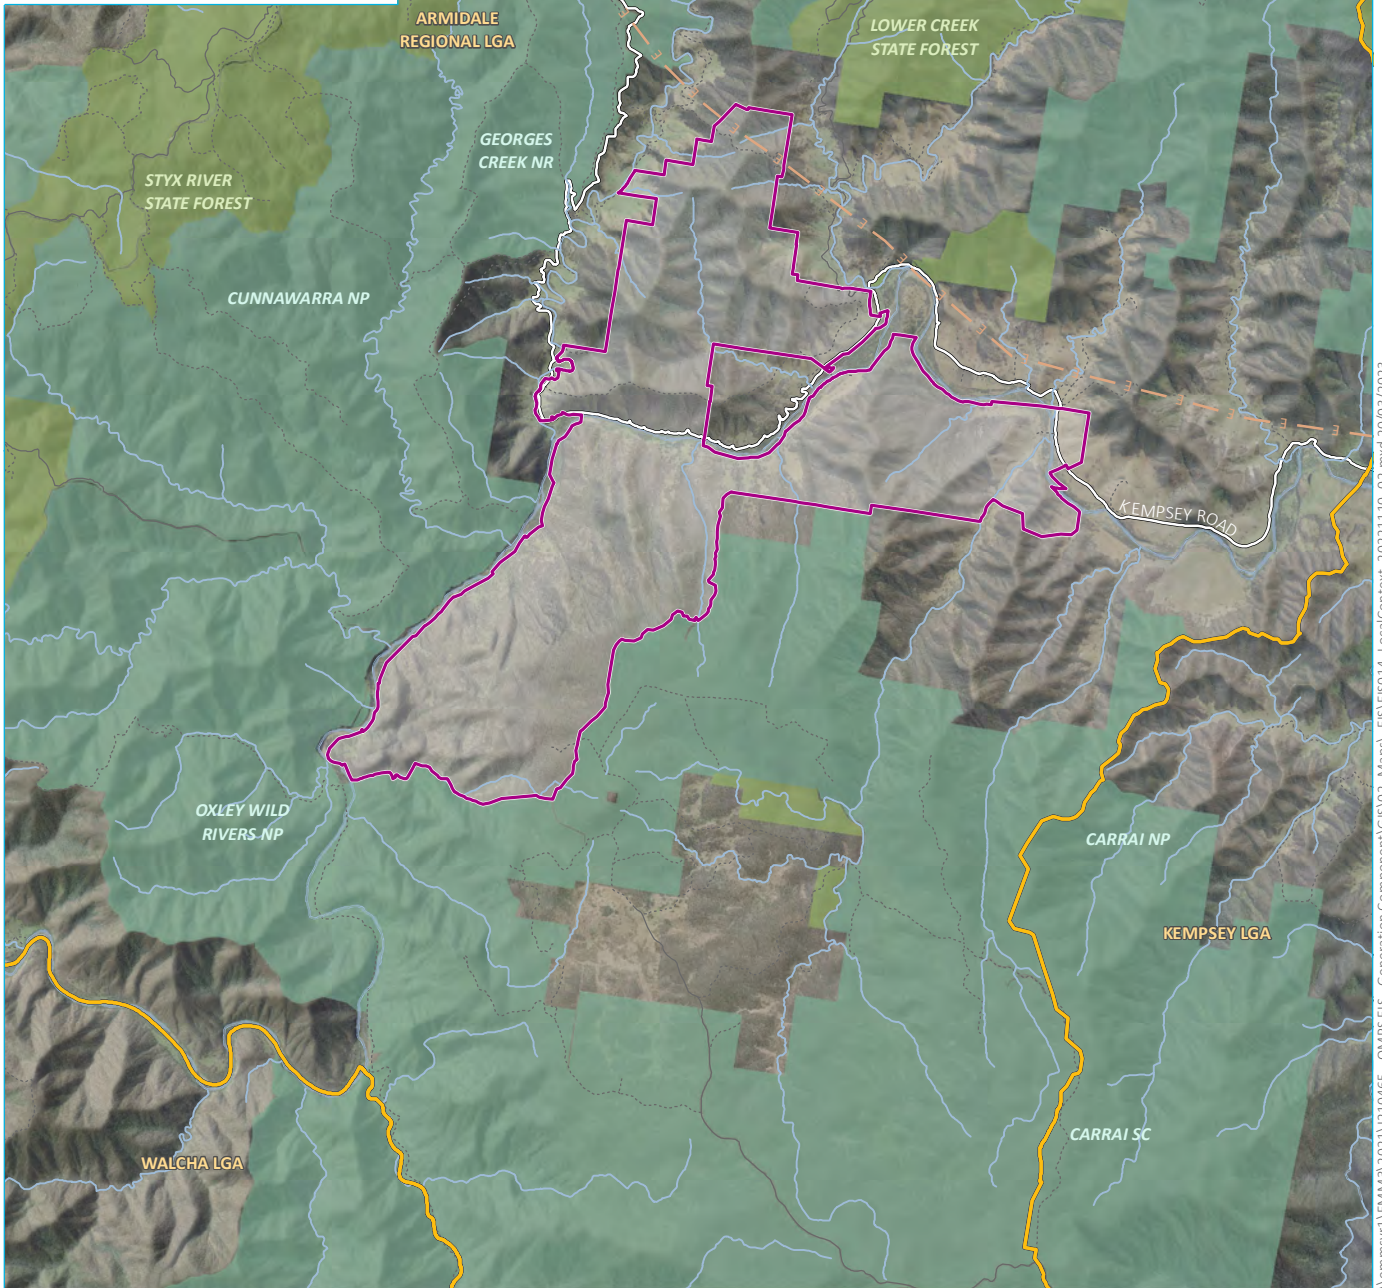 ARMIDALE
REGIONAL LGA
LOWER CREEK
STATE FOREST
GEORGES
CREEK NR
STYX RIVER
STATE FOREST
CUNNAWARRA NP
KEMPSEY ROAD
OXLEY WILD
RIVERS NP
CARRAI NP
KEMPSEY LGA
CARRAI SC
WALCHA LGA
E
E
E
E
E
E
E
E